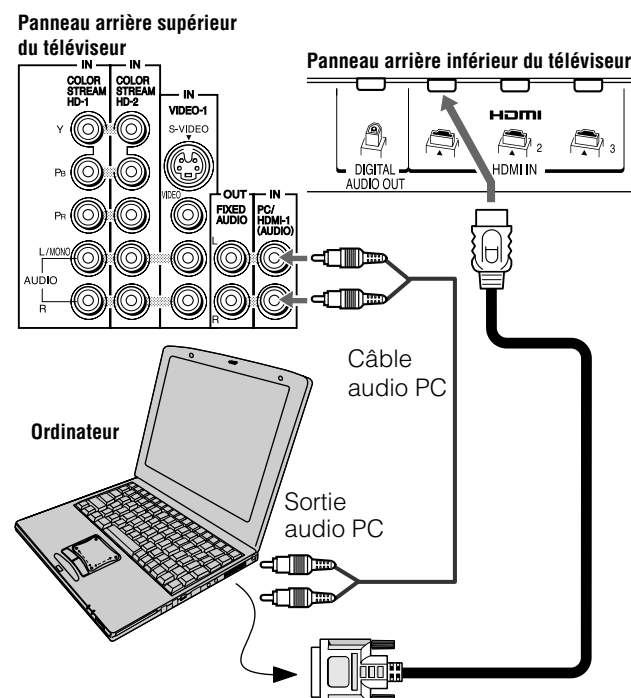 Panneau arrière supérieur
du téléviseur
Panneau arrière inférieur du téléviseur
IN
IN
COLOR
STREAM
HD-1
COLOR
STREAM
HD-2
IN
VIDEO-1
S-VIDEO
Y
PB
PR
VIDEO
OUT
IN
FIXED
AUDIO
PC/
HDMI-1
(AUDIO)
L/MONO
AUDIO
R
L
R
HDMI
2
3
DIGITAL
AUDIO OUT
HDMI IN
Câble
audio PC
Ordinateur
Sortie
audio PC